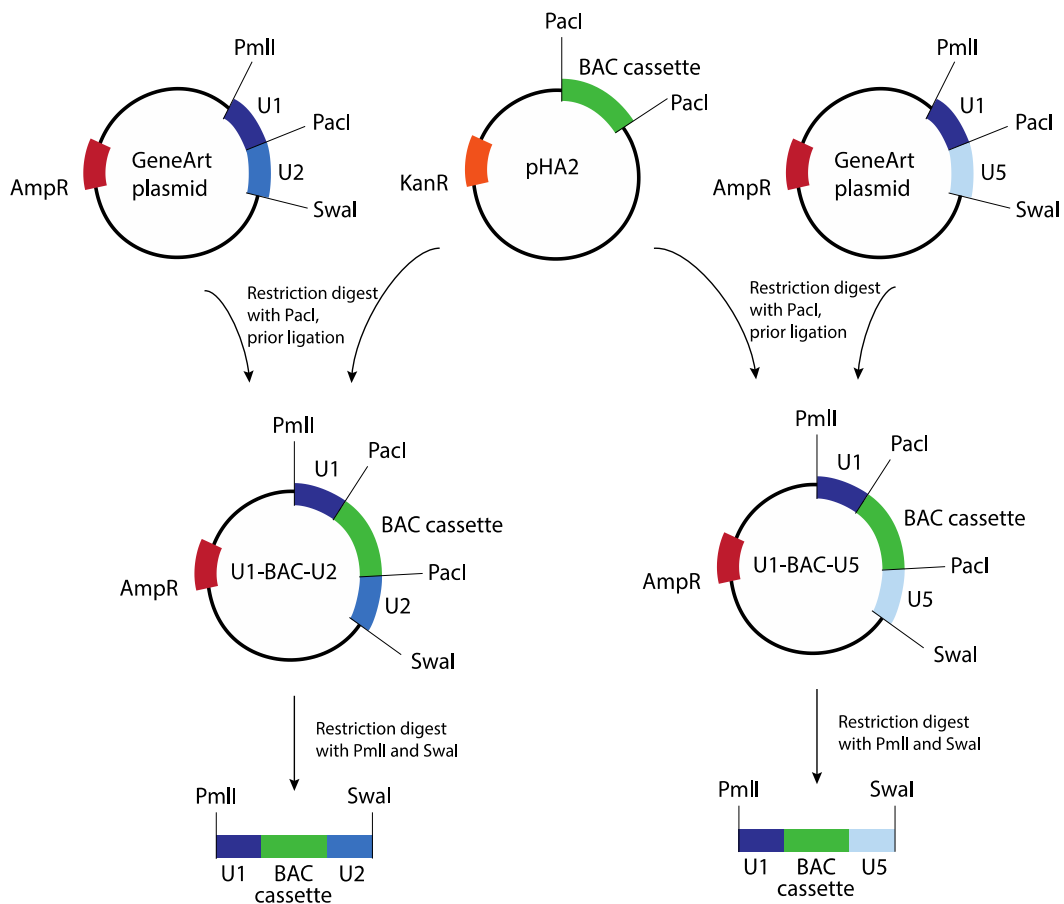 PmlI
U1
PacI
U2
SwaI
AmpR
GeneArt
plasmid
PacI
BAC cassette
PacI
KanR
pHA2
PmlI
U1
PacI
U5
SwaI
AmpR
GeneArt
plasmid
Restriction digest
with PacI,
prior ligation
Restriction digest
with PacI,
prior ligation
PmlI
U1
PacI
BAC cassette
PacI
U2
SwaI
AmpR
U1-BAC-U2
PmlI
U1
PacI
BAC cassette
PacI
U5
SwaI
AmpR
U1-BAC-U5
Restriction digest
with PmlI and SwaI
Restriction digest
with PmlI and SwaI
PmlI
SwaI
U1
BAC
cassette
U2
PmlI
SwaI
U1
BAC
cassette
U5